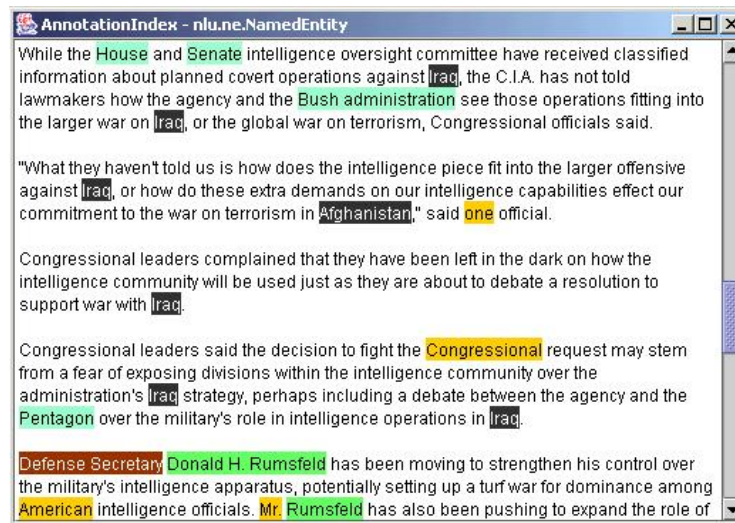 AnnotationIndex - nlu.ne.NamedEntity
While the House and Senate intelligence oversight committee have received classified
information about planned covert operations against Iraq, the C.I.A. has not told
lawmakers how the agency and the Bush administration see those operations fitting into
the larger war on Iraq, or the global war on terrorism, Congressional officials said.
"What they haven't told us is how does the intelligence piece fit into the larger offensive
against Iraq, or how do these extra demands on our intelligence capabilities effect our
commitment to the war on terrorism in Afghanistan," said one official.
Congressional leaders complained that they have been left in the dark on how the
intelligence community will be used just as they are about to debate a resolution to
support war with Iraq.
Congressional leaders said the decision to fight the Congressional request may stem
from a fear of exposing divisions within the intelligence community over the
administration's Iraq strategy, perhaps including a debate between the agency and the
Pentagon over the military's role in intelligence operations in Iraq.
Defense Secretary Donald H. Rumsfeld has been moving to strengthen his control over
the military's intelligence apparatus, potentially setting up a turf war for dominance among
American intelligence officials. Mr. Rumsfeld has also been pushing to expand the role of